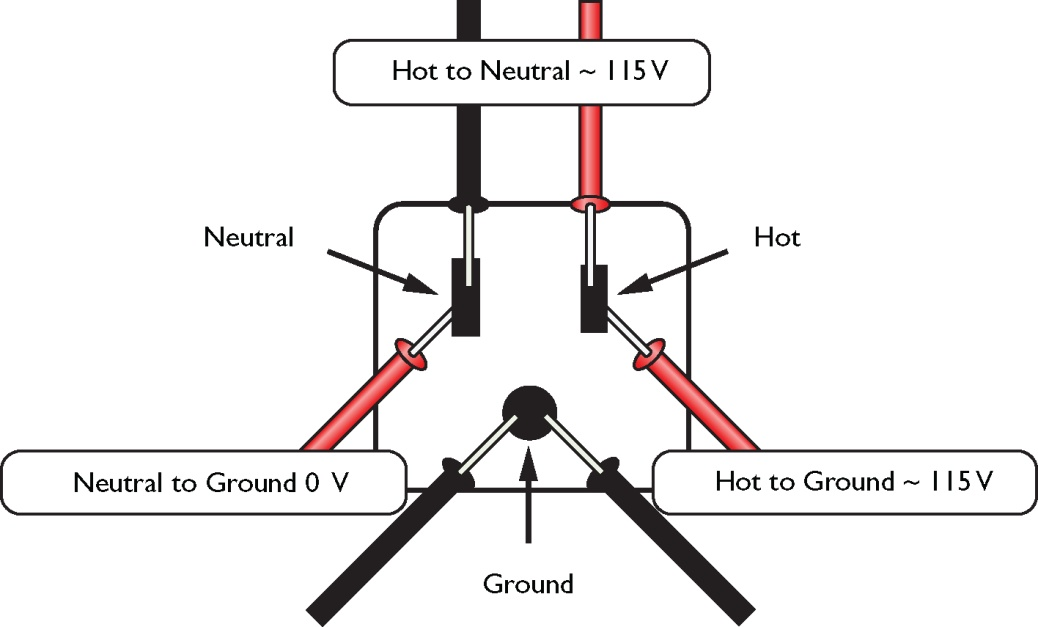 Hot to Neutral ~ 115 V
Neutral
Hot
Neutral to Ground 0 V
Hot to Ground ~ 115 V
Ground